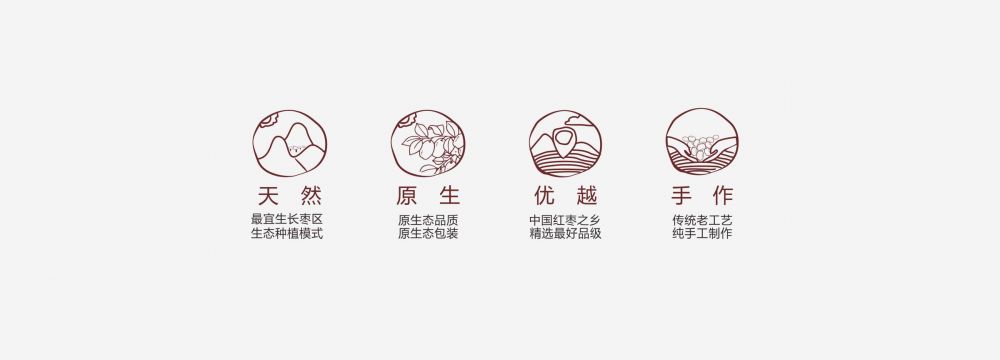 天然
最宜生长枣区
生态种植模式
原生
原生态品质
原生态包装
优越
中国红枣之乡
精选最好品级
手作
传统老工艺
纯手工制作